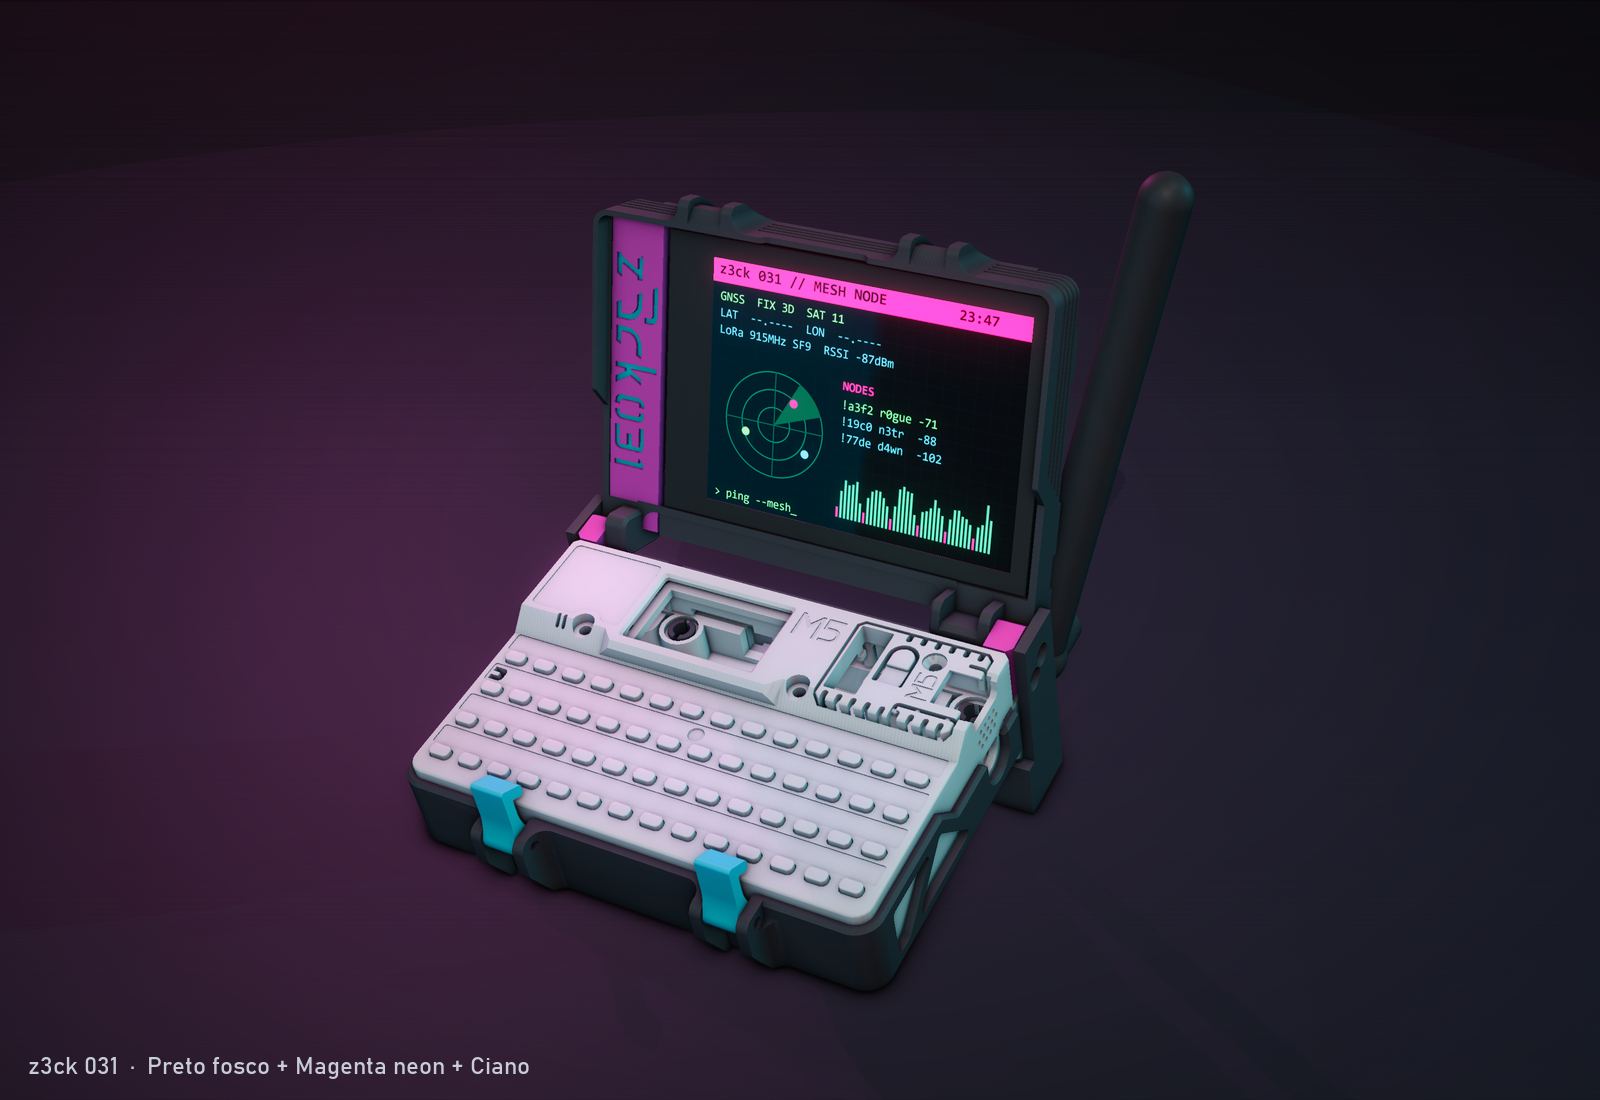 z3ck 031
z3ck 031 // MESH NODE 23:47
GNSS FIX 3D SAT 11
LAT --.---- LON --.----
LoRa 915MHz SF9 RSSI -87dBm
NODES
!a3f2 r0gue -71
!19c0 n3tr -88
!77de d4wn -102
> ping --mesh_
M5
M5
z3ck 031 · Preto fosco + Magenta neon + Ciano